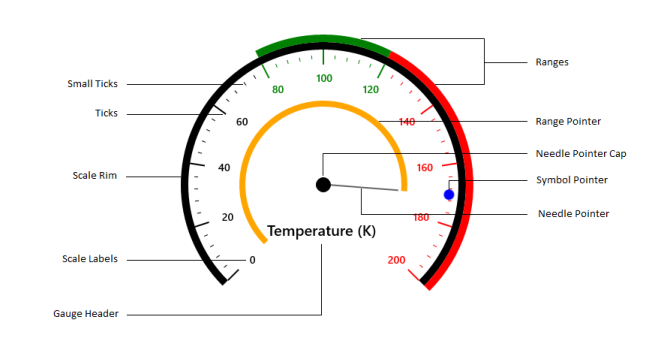 100
80
120
Ranges
Small Ticks
Ticks
60
140
Range Pointer
Needle Pointer Cap
40
160
Scale Rim
Symbol Pointer
20
180
Needle Pointer
Temperature (K)
Scale Labels
0
200
Gauge Header